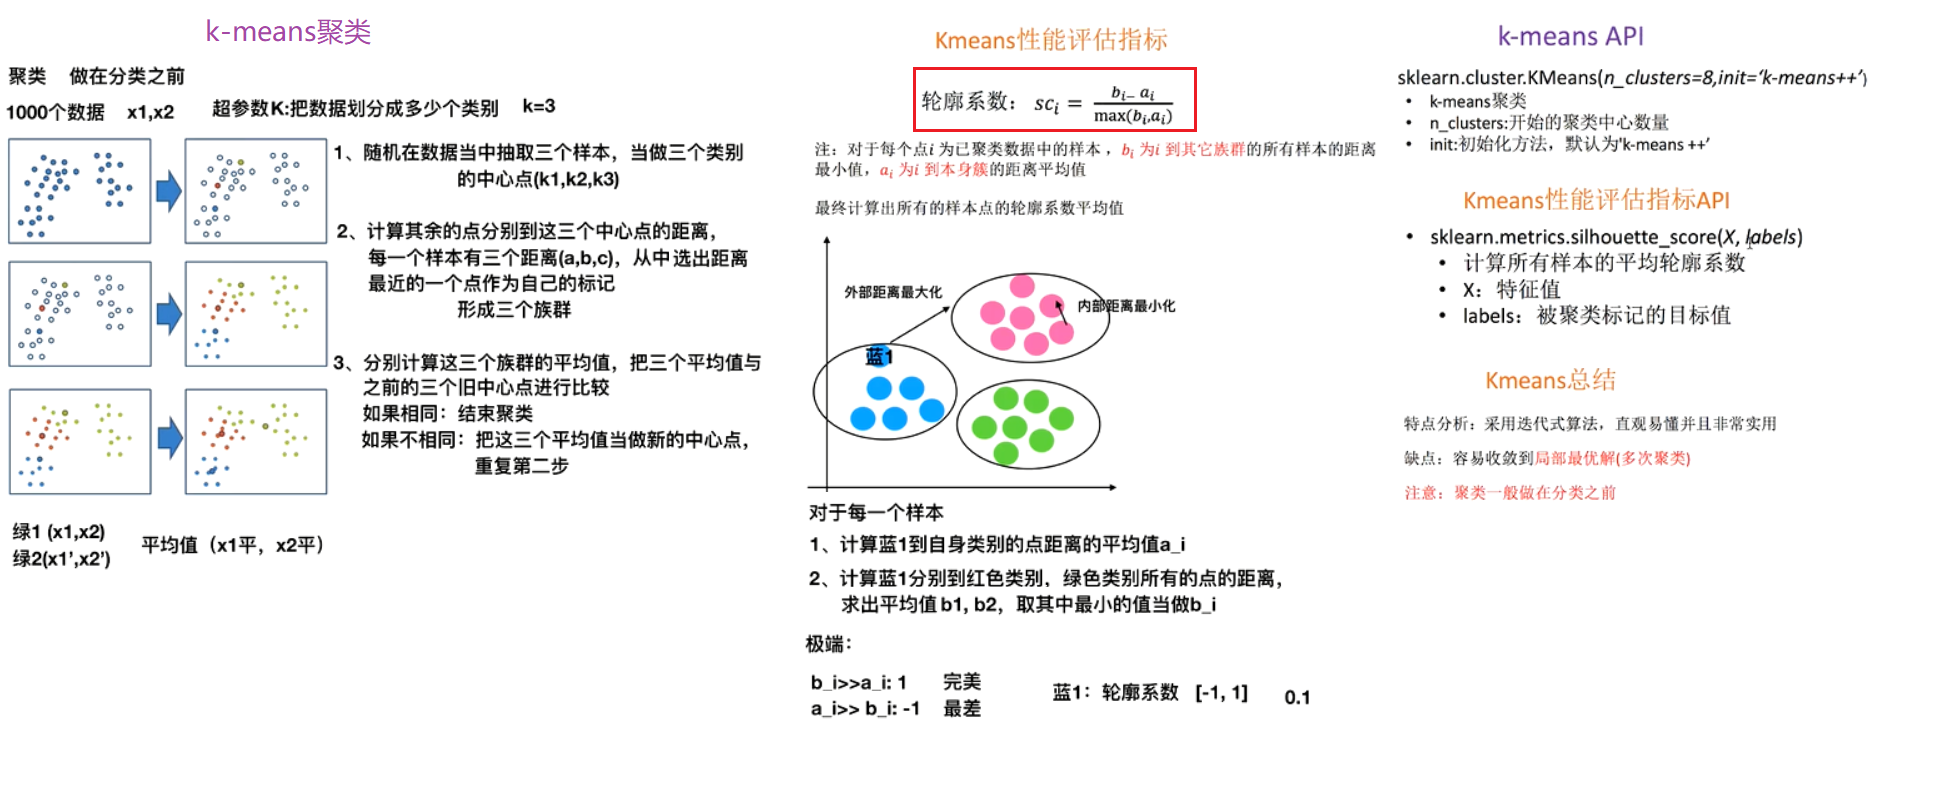 k-means聚类
聚类 做在分类之前
1000个数据 x1,x2 超参数K:把数据划分成多少个类别 k=3
1、随机在数据当中抽取三个样本，当做三个类别
的中心点(k1,k2,k3)
2、计算其余的点分别到这三个中心点的距离，
每一个样本有三个距离(a,b,c)，从中选出距离
最近的一个点作为自己的标记
形成三个族群
3、分别计算这三个族群的平均值，把三个平均值与
之前的三个旧中心点进行比较
如果相同：结束聚类
如果不相同：把这三个平均值当做新的中心点，
重复第二步
绿1 (x1,x2)
绿2(x1’,x2’)
平均值（x1平，x2平）
Kmeans性能评估指标
轮廓系数： sc_i = b_i− a_i / max(b_i,a_i)
注：对于每个点i 为已聚类数据中的样本 ，b_i 为i 到其它族群的所有样本的距离
最小值，a_i 为i 到本身簇的距离平均值
最终计算出所有的样本点的轮廓系数平均值
外部距离最大化
内部距离最小化
蓝1
对于每一个样本
1、计算蓝1到自身类别的点距离的平均值a_i
2、计算蓝1分别到红色类别，绿色类别所有的点的距离，
求出平均值b1, b2，取其中最小的值当做b_i
极端：
b_i>>a_i: 1 完美
a_i>> b_i: -1 最差
蓝1：轮廓系数 [-1, 1] 0.1
k-means API
sklearn.cluster.KMeans(n_clusters=8,init=‘k-means++’)
• k-means聚类
• n_clusters:开始的聚类中心数量
• init:初始化方法，默认为'k-means ++’
Kmeans性能评估指标API
• sklearn.metrics.silhouette_score(X, labels)
• 计算所有样本的平均轮廓系数
• X：特征值
• labels：被聚类标记的目标值
Kmeans总结
特点分析：采用迭代式算法，直观易懂并且非常实用
缺点：容易收敛到局部最优解(多次聚类)
注意：聚类一般做在分类之前